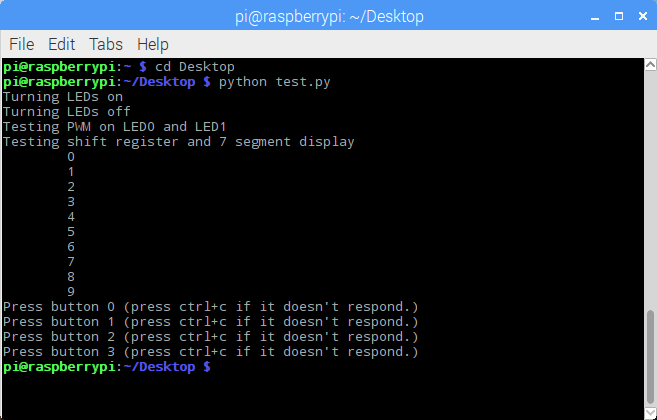 pi@raspberrypi: ~/Desktop
File Edit Tabs Help
pi@raspberrypi:~ $ cd Desktop
pi@raspberrypi:~/Desktop $ python test.py
Turning LEDs on
Turning LEDs off
Testing PWM on LED0 and LED1
Testing shift register and 7 segment display
0
1
2
3
4
5
6
7
8
9
Press button 0 (press ctrl+c if it doesn't respond.)
Press button 1 (press ctrl+c if it doesn't respond.)
Press button 2 (press ctrl+c if it doesn't respond.)
Press button 3 (press ctrl+c if it doesn't respond.)
pi@raspberrypi:~/Desktop $